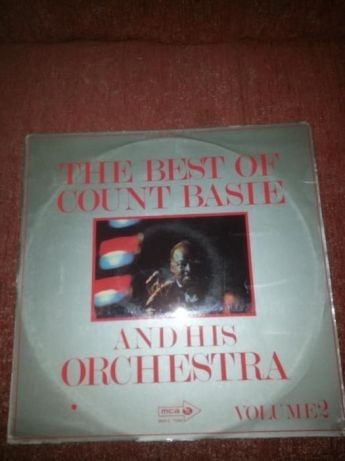 THE BEST OF
COUNT BASIE
AND HIS
ORCHESTRA
mca
VOLUME 2